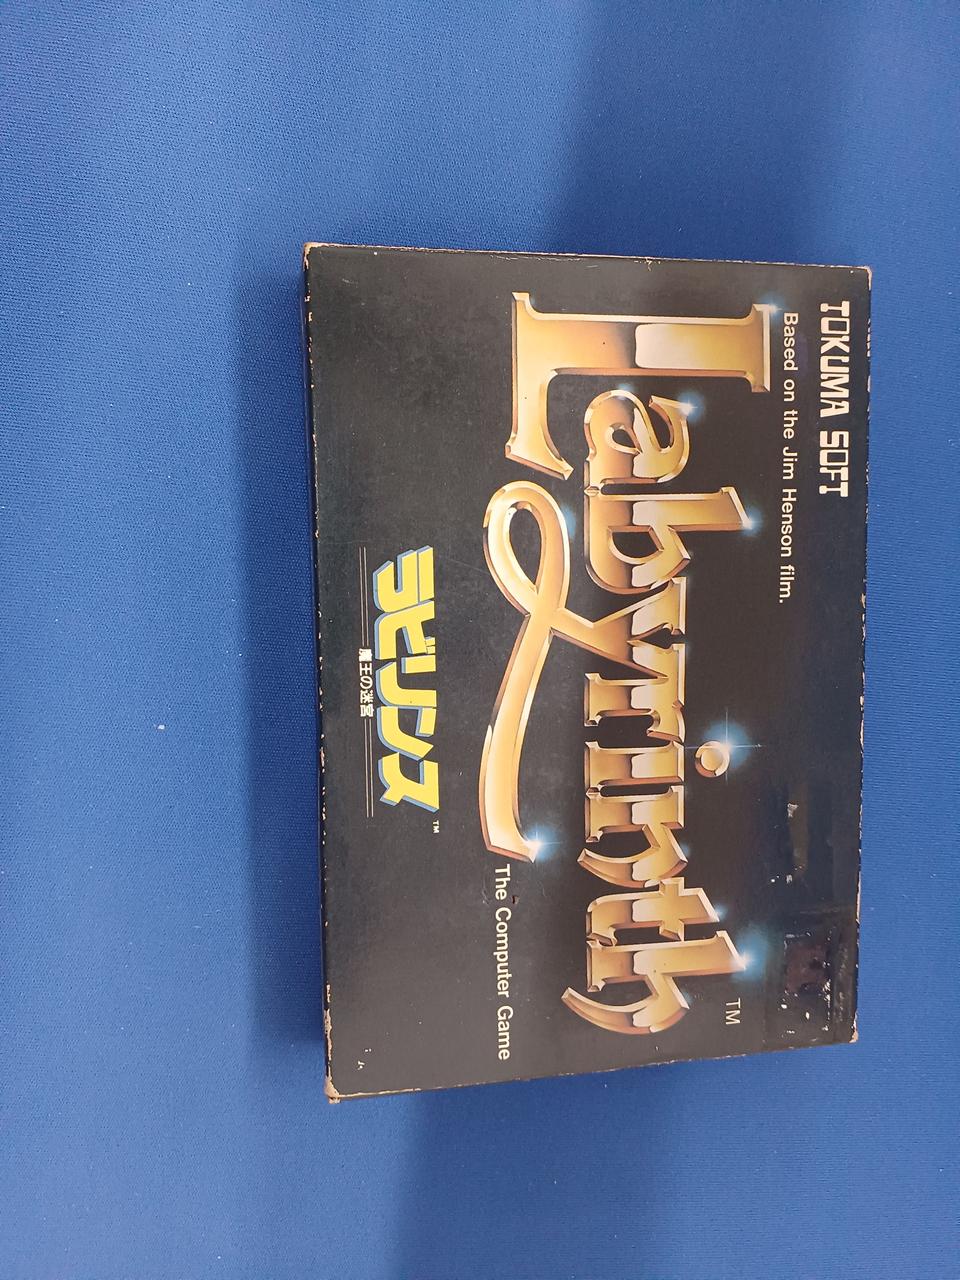 TOKUMA SOFT
Based on the Jim Henson film.
Labyrinth TM
The Computer Game
ラビリンス TM
魔王の迷宮